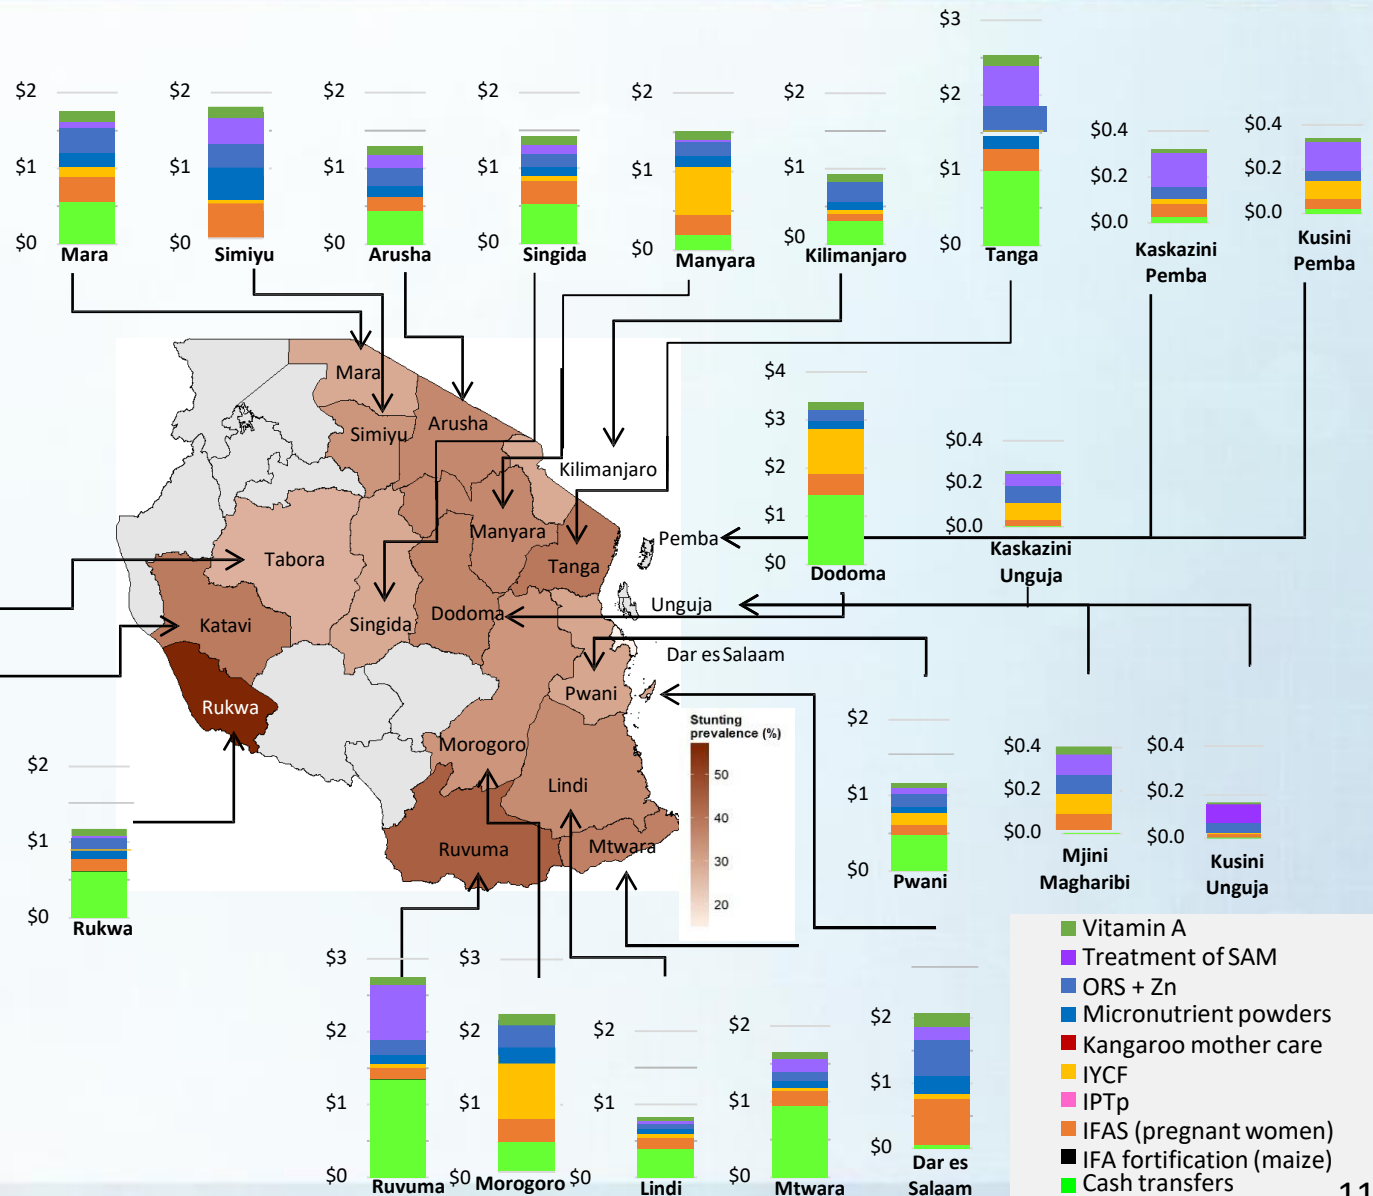 $3
$2
$1
$0
Tanga
$2
$1
$0
Mara
$2
$1
$0
Simiyu
$2
$1
$0
Arusha
$2
$1
$0
Singida
$2
$1
$0
Manyara
$2
$1
$0
Kilimanjaro
$0.4
$0.2
$0.0
Kaskazini
Pemba
$0.4
$0.2
$0.0
Kusini
Pemba
Mara
Simiyu
Arusha
Kilimanjaro
Manyara
Tabora
Tanga
Pemba
Katavi
Singida
Dodoma
Unguja
Dar es Salaam
Rukwa
Pwani
Morogoro
Lindi
Ruvuma
Mtwara
$4
$3
$2
$1
$0
Dodoma
$0.4
$0.2
$0.0
Kaskazini
Unguja
Stunting
prevalence (%)
50
40
30
20
$2
$1
$0
Pwani
$0.4
$0.2
$0.0
Mjini
Magharibi
$0.4
$0.2
$0.0
Kusini
Unguja
$2
$1
$0
Rukwa
$3
$2
$1
$0
Ruvuma
$3
$2
$1
$0
Morogoro
$2
$1
$0
Lindi
$2
$1
$0
Mtwara
$2
$1
$0
Dar es
Salaam
Vitamin A
Treatment of SAM
ORS + Zn
Micronutrient powders
Kangaroo mother care
IYCF
IPTp
IFAS (pregnant women)
IFA fortification (maize)
Cash transfers
11